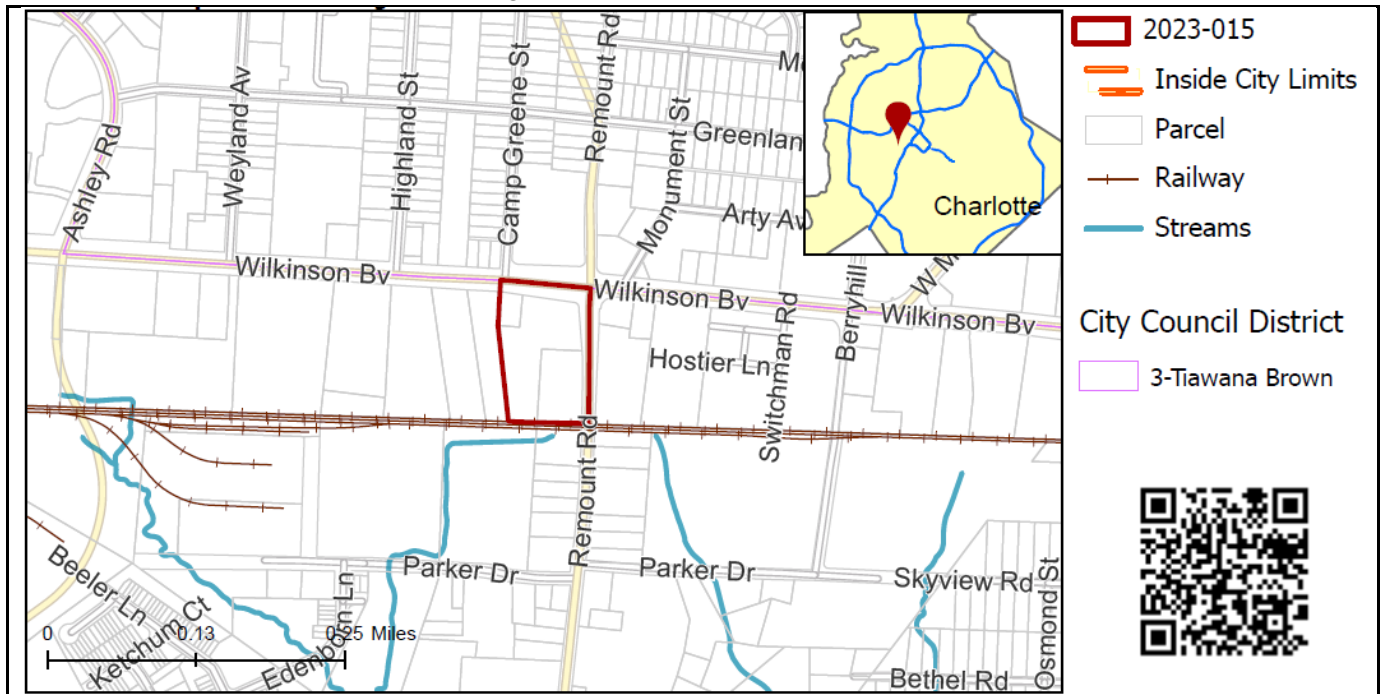 Ashley Rd
Weyland Av
Highland St
Camp Greene St
Remount Rd
Monument St
Greenlan
Arty Av
Charlotte
Wilkinson Bv
Wilkinson Bv
Wilkinson Bv
Berryhill
Switchman Rd
Hostier Ln
Remount Rd
Parker Dr
Parker Dr
Skyview Rd
Osmond St
Bethel Rd
Beeler Ln
Ketchum Ct
Edenborn Ln
0 0.13 0.25 Miles
2023-015
Inside City Limits
Parcel
Railway
Streams
City Council District
3-Tiawana Brown